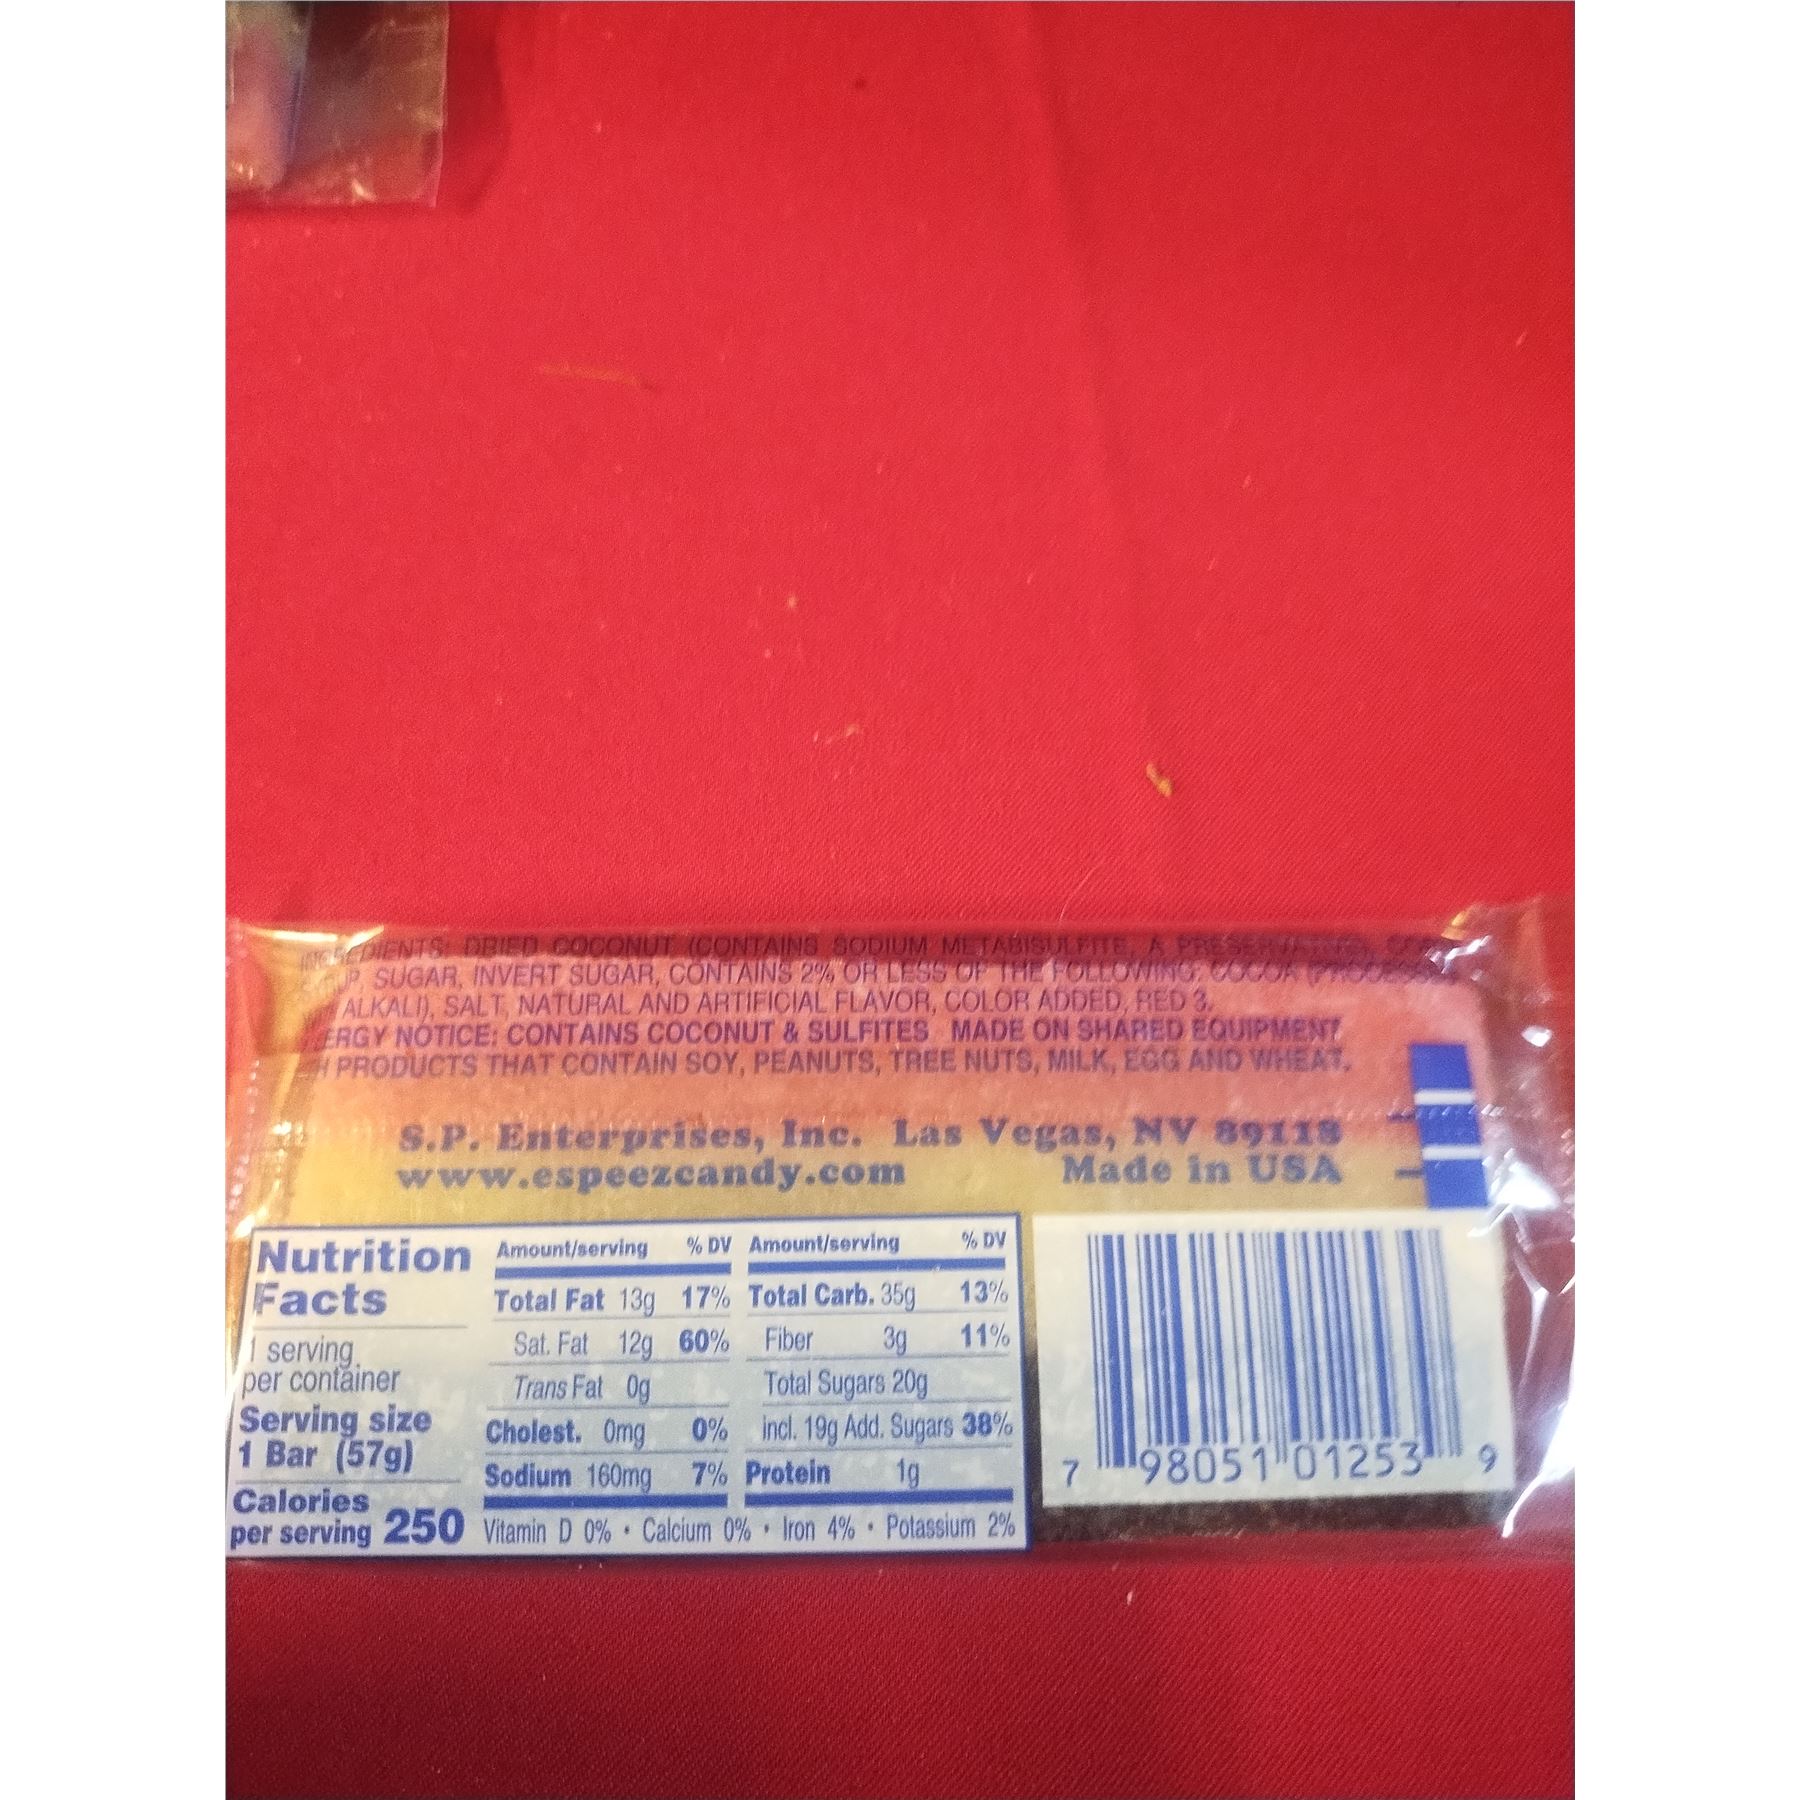 INGREDIENTS: DRIED COCONUT (CONTAINS SODIUM METABISULFITE, A PRESERVATIVE),
SUGAR, INVERT SUGAR, CONTAINS 2% OR LESS OF THE FOLLOWING: COCOA
ALKALI), SALT, NATURAL AND ARTIFICIAL FLAVOR, COLOR ADDED, RED 3.
ERGY NOTICE: CONTAINS COCONUT & SULFITES MADE ON SHARED EQUIPMENT
H PRODUCTS THAT CONTAIN SOY, PEANUTS, TREE NUTS, MILK, EGG AND WHEAT.
S.P. Enterprises, Inc. Las Vegas, NV 89118
www.espeezcandy.com Made in USA
Nutrition
Facts
1 serving
per container
Serving size
1 Bar (57g)
Calories
per serving 250
Amount/serving % DV Amount/serving % DV
Total Fat 13g 17% Total Carb. 35g 13%
Sat. Fat 12g 60% Fiber 3g 11%
Trans Fat 0g Total Sugars 20g
Cholest. 0mg 0% incl. 19g Add. Sugars 38%
Sodium 160mg 7% Protein 1g
Vitamin D 0% • Calcium 0% • Iron 4% • Potassium 2%
7 98051 01253 9